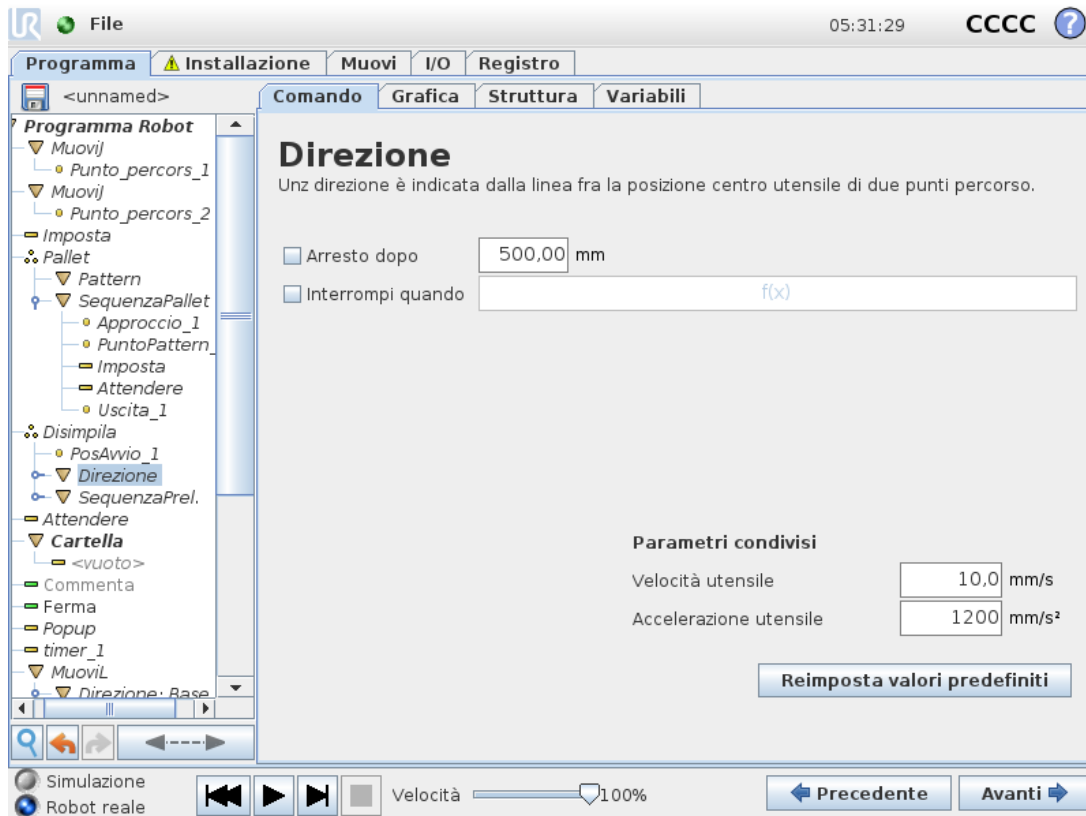 UR File 05:31:29 CCCC ?
Programma Installazione Muovi I/O Registro
<unnamed> Comando Grafica Struttura Variabili
Programma Robot
MuoviJ
Punto_percors_1
MuoviJ
Punto_percors_2
Imposta
Pallet
Pattern
SequenzaPallet
Approccio_1
PuntoPattern_
Imposta
Attendere
Uscita_1
Disimpila
PosAvvio_1
Direzione
SequenzaPrel.
Attendere
Cartella
<vuoto>
Commenta
Ferma
Popup
timer_1
MuoviL
Direzione: Base
Direzione
Unz direzione è indicata dalla linea fra la posizione centro utensile di due punti percorso.
Arresto dopo 500,00 mm
Interrompi quando f(x)
Parametri condivisi
Velocità utensile 10,0 mm/s
Accelerazione utensile 1200 mm/s²
Reimposta valori predefiniti
Simulazione
Robot reale
Velocità 100%
Precedente Avanti